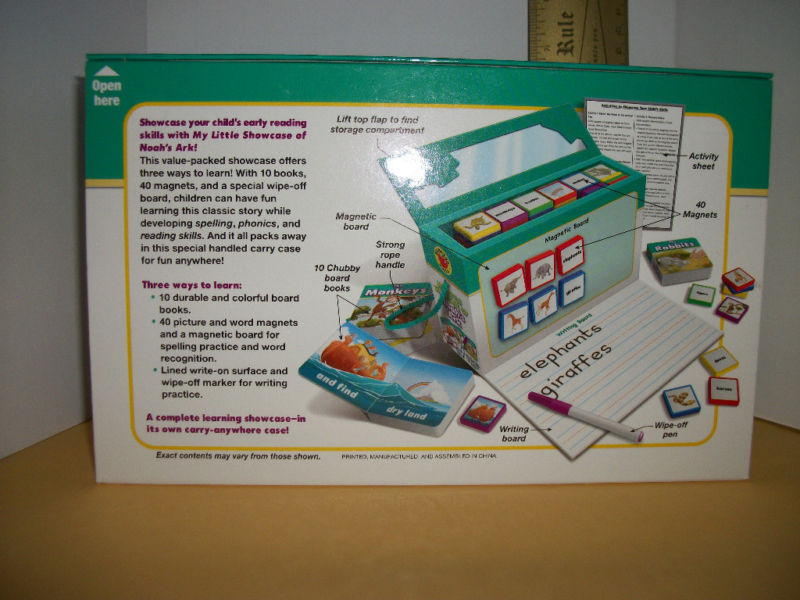 Rule
Open
here
Showcase your child's early reading
skills with My Little Showcase of
Noah's Ark!
This value-packed showcase offers
three ways to learn! With 10 books,
40 magnets, and a special wipe-off
board, children can have fun
learning this classic story while
developing spelling, phonics, and
reading skills. And it all packs away
in this special handled carry case
for fun anywhere!
Three ways to learn:
• 10 durable and colorful board
books.
• 40 picture and word magnets
and a magnetic board for
spelling practice and word
recognition.
• Lined write-on surface and
wipe-off marker for writing
practice.
A complete learning showcase—in
its own carry-anywhere case!
Exact contents may vary from those shown.
PRINTED, MANUFACTURED, AND ASSEMBLED IN CHINA.
Lift top flap to find
storage compartment
Activity
sheet
40
Magnets
Magnetic
board
Strong
rope
handle
10 Chubby
board
books
Magnetic Board
elephants
Rabbits
Monkeys
and find
dry land
Writing Board
elephants
giraffes
Writing
board
Wipe-off
pen